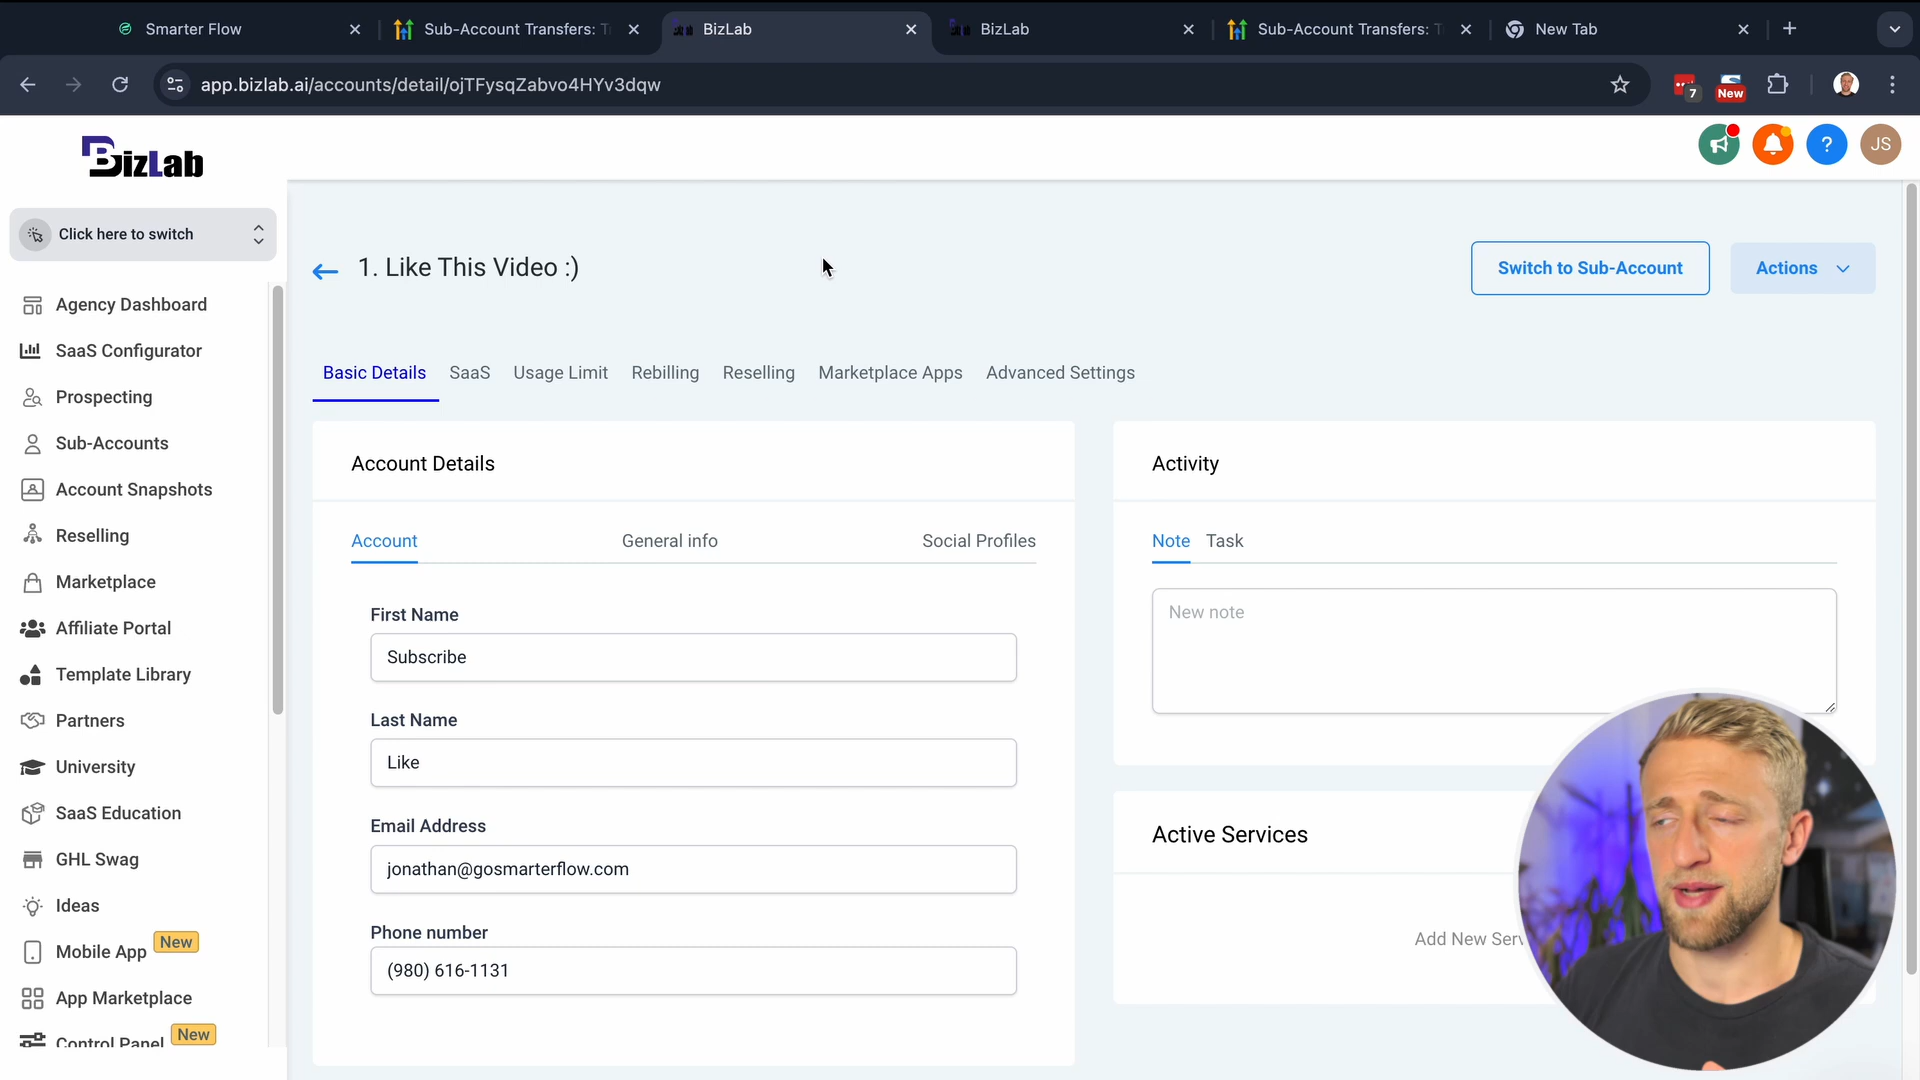 Smarter Flow
Sub-Account Transfers: T
BizLab
BizLab
Sub-Account Transfers: T
New Tab
app.bizlab.ai/accounts/detail/ojTFysqZabvo4HYv3dqw
7
New
BizLab
?
JS
Click here to switch
1. Like This Video :)
Switch to Sub-Account
Actions
Agency Dashboard
SaaS Configurator
Prospecting
Sub-Accounts
Account Snapshots
Reselling
Marketplace
Affiliate Portal
Template Library
Partners
University
SaaS Education
GHL Swag
Ideas
Mobile App New
App Marketplace
Control Panel New
Basic Details
SaaS
Usage Limit
Rebilling
Reselling
Marketplace Apps
Advanced Settings
Account Details
Account
General info
Social Profiles
First Name
Subscribe
Last Name
Like
Email Address
jonathan@gosmarterflow.com
Phone number
(980) 616-1131
Activity
Note
Task
New note
Active Services
Add New Serv